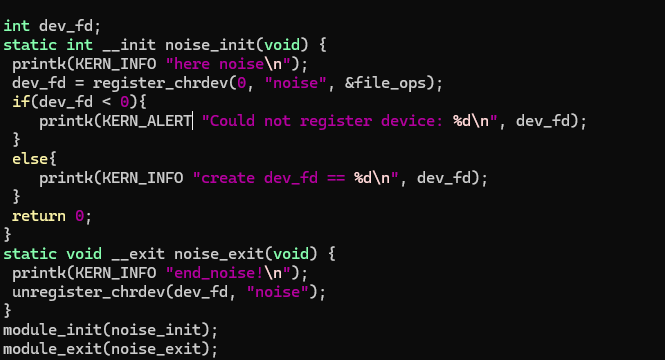 int dev_fd;
static int __init noise_init(void) {
 printk(KERN_INFO "here noise\n");
 dev_fd = register_chrdev(0, "noise", &file_ops);
 if(dev_fd < 0){
    printk(KERN_ALERT "Could not register device: %d\n", dev_fd);
 }
 else{
    printk(KERN_INFO "create dev_fd == %d\n", dev_fd);
 }
 return 0;
}
static void __exit noise_exit(void) {
 printk(KERN_INFO "end_noise!\n");
 unregister_chrdev(dev_fd, "noise");
}
module_init(noise_init);
module_exit(noise_exit);